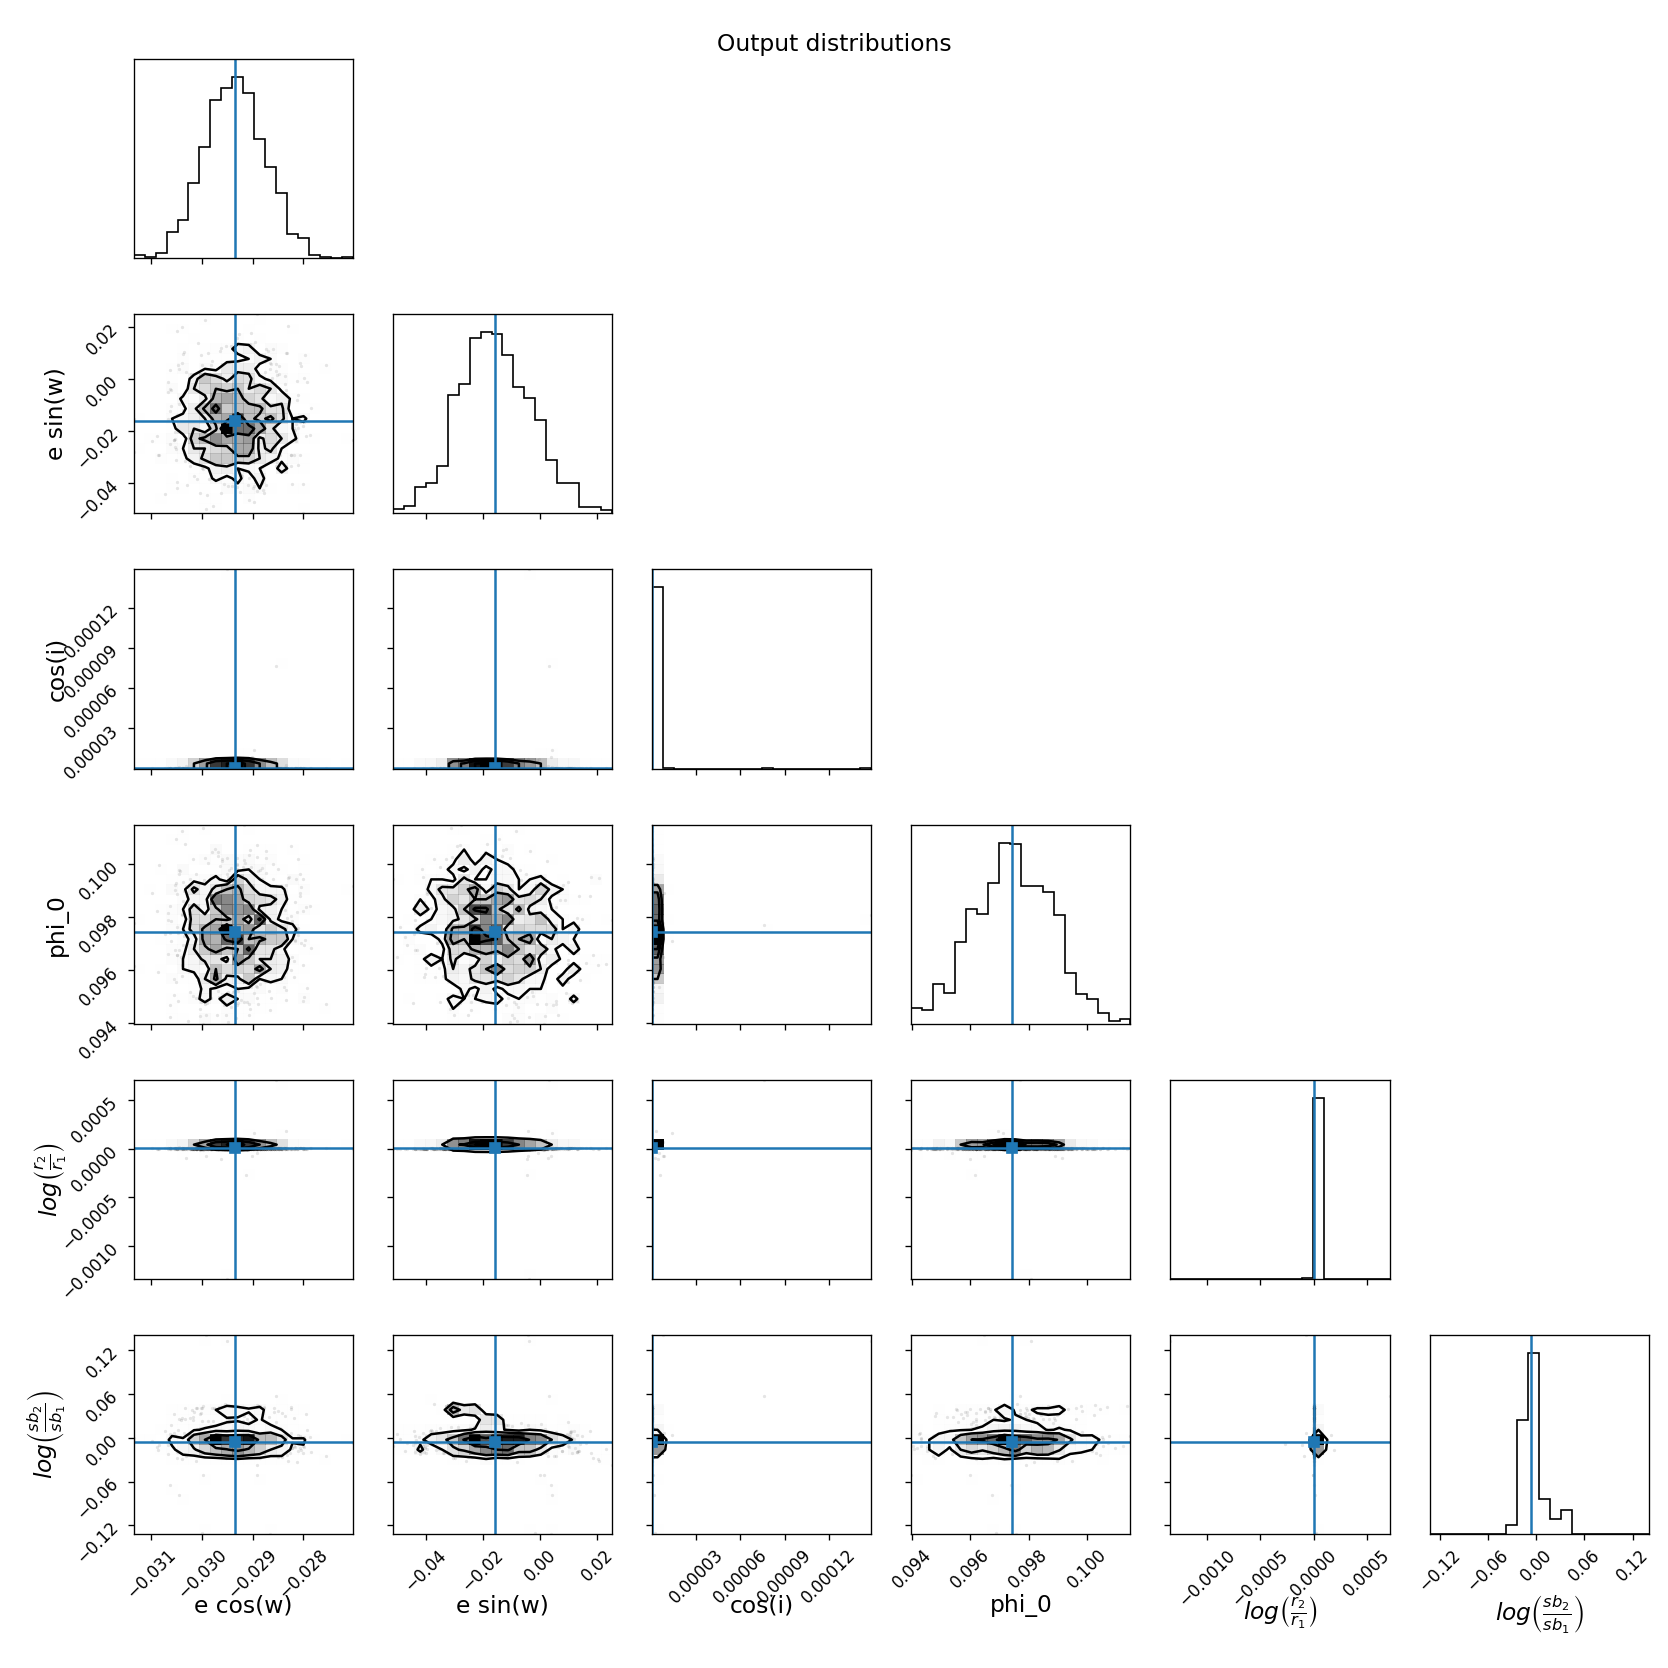 Output distributions
e sin(w)
0.02
0.00
−0.02
−0.04
cos(i)
0.00012
0.00009
0.00006
0.00003
phi_0
0.100
0.098
0.096
0.094
log(r2/r1)
0.0005
0.0000
−0.0005
−0.0010
log(sb2/sb1)
0.12
0.06
0.00
−0.06
−0.12
−0.031 −0.030 −0.029 −0.028
−0.04 −0.02 0.00 0.02
0.00003 0.00006 0.00009 0.00012
0.094 0.096 0.098 0.100
−0.0010 −0.0005 0.0000 0.0005
−0.12 −0.06 0.00 0.06 0.12
e cos(w)
e sin(w)
cos(i)
phi_0
log(r2/r1)
log(sb2/sb1)